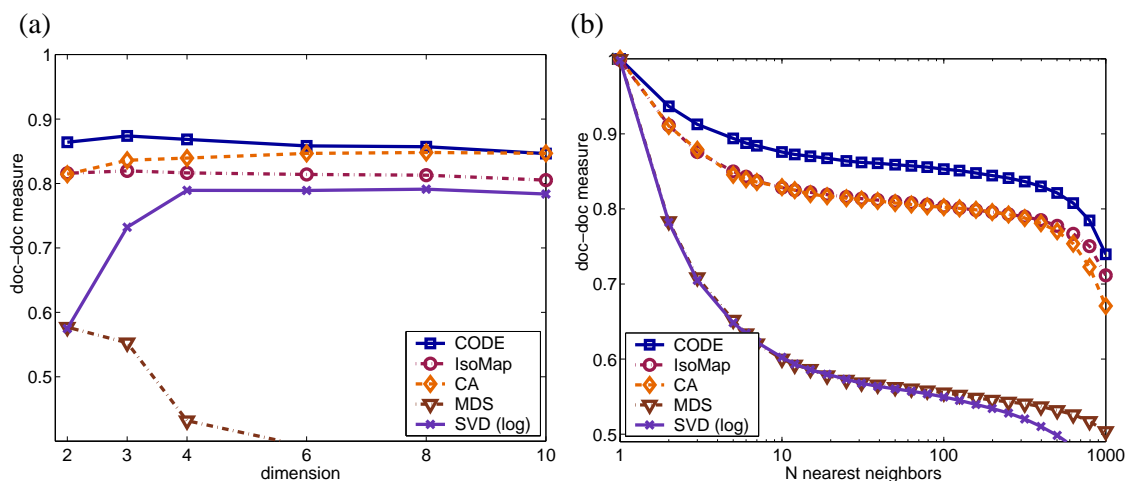 (a)
doc−doc measure
1
0.9
0.8
0.7
0.6
0.5
2 3 4 6 8 10
dimension
CODE
IsoMap
CA
MDS
SVD (log)
(b)
doc−doc measure
0.9
0.8
0.7
0.6
0.5
1 10 100 1000
N nearest neighbors
CODE
IsoMap
CA
MDS
SVD (log)